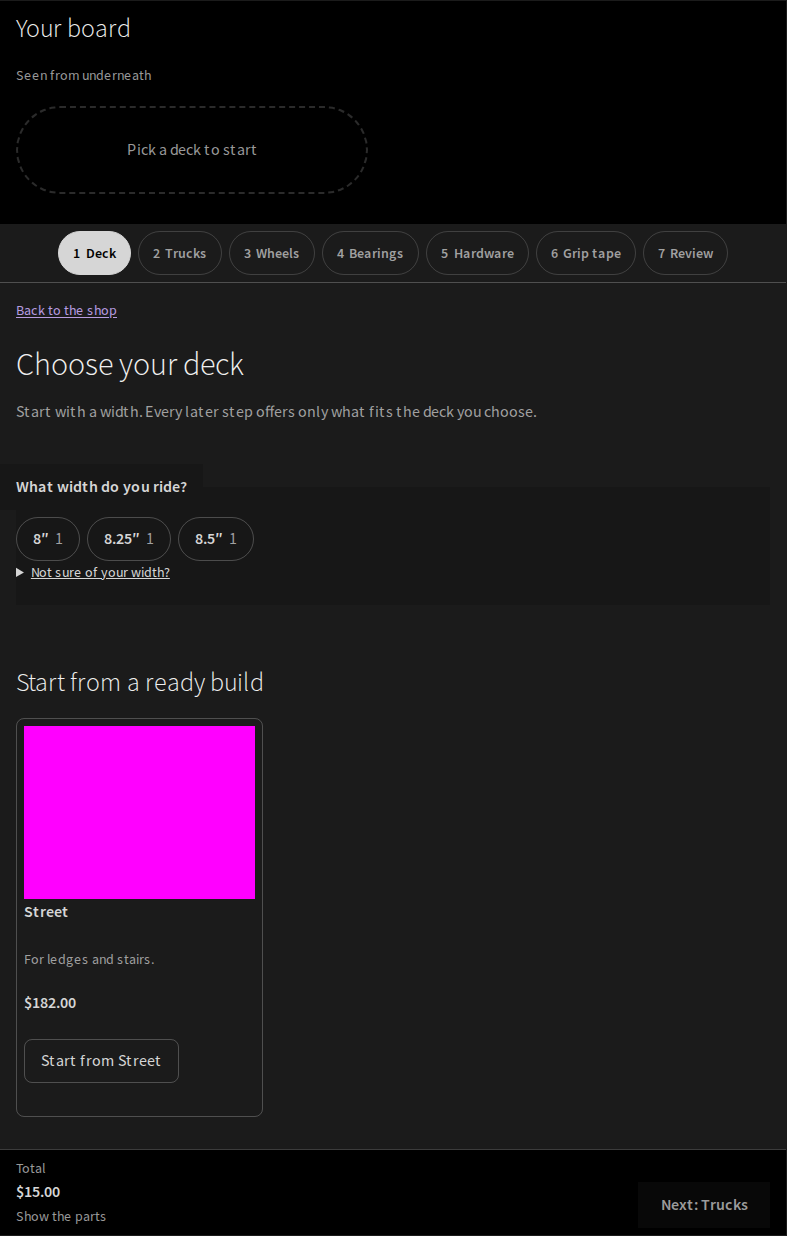 Your board
Seen from underneath
Pick a deck to start
1 Deck
2 Trucks
3 Wheels
4 Bearings
5 Hardware
6 Grip tape
7 Review
Back to the shop
Choose your deck
Start with a width. Every later step offers only what fits the deck you choose.
What width do you ride?
8″ 1
8.25″ 1
8.5″ 1
Not sure of your width?
Start from a ready build
Street
For ledges and stairs.
$182.00
Start from Street
Total
$15.00
Show the parts
Next: Trucks